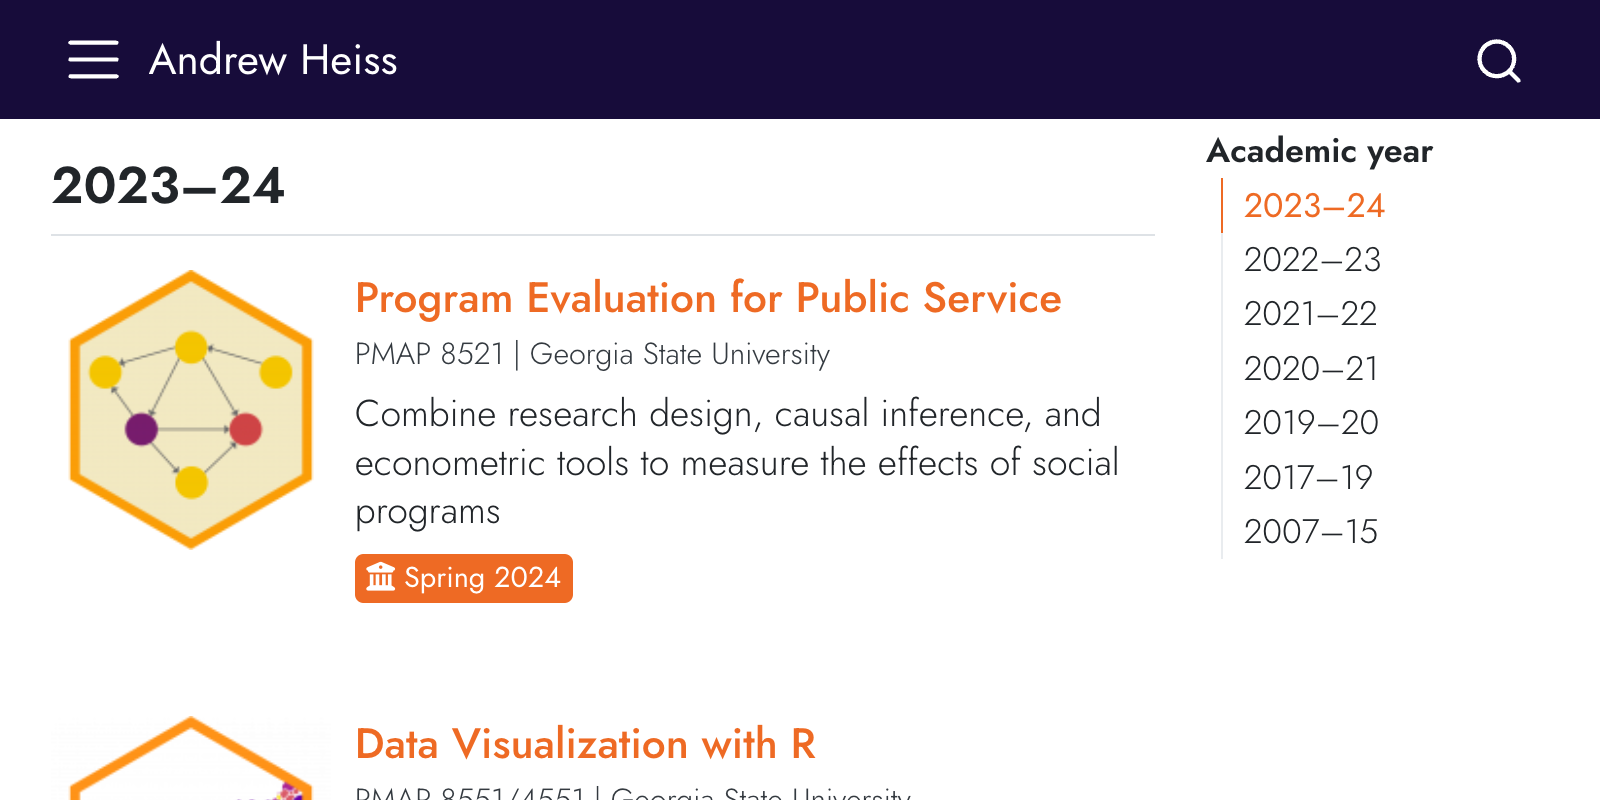 Andrew Heiss
2023–24
Program Evaluation for Public Service
PMAP 8521 | Georgia State University
Combine research design, causal inference, and
econometric tools to measure the effects of social
programs
Spring 2024
Data Visualization with R
PMAP 8551/4551 | Georgia State University
Academic year
2023–24
2022–23
2021–22
2020–21
2019–20
2017–19
2007–15